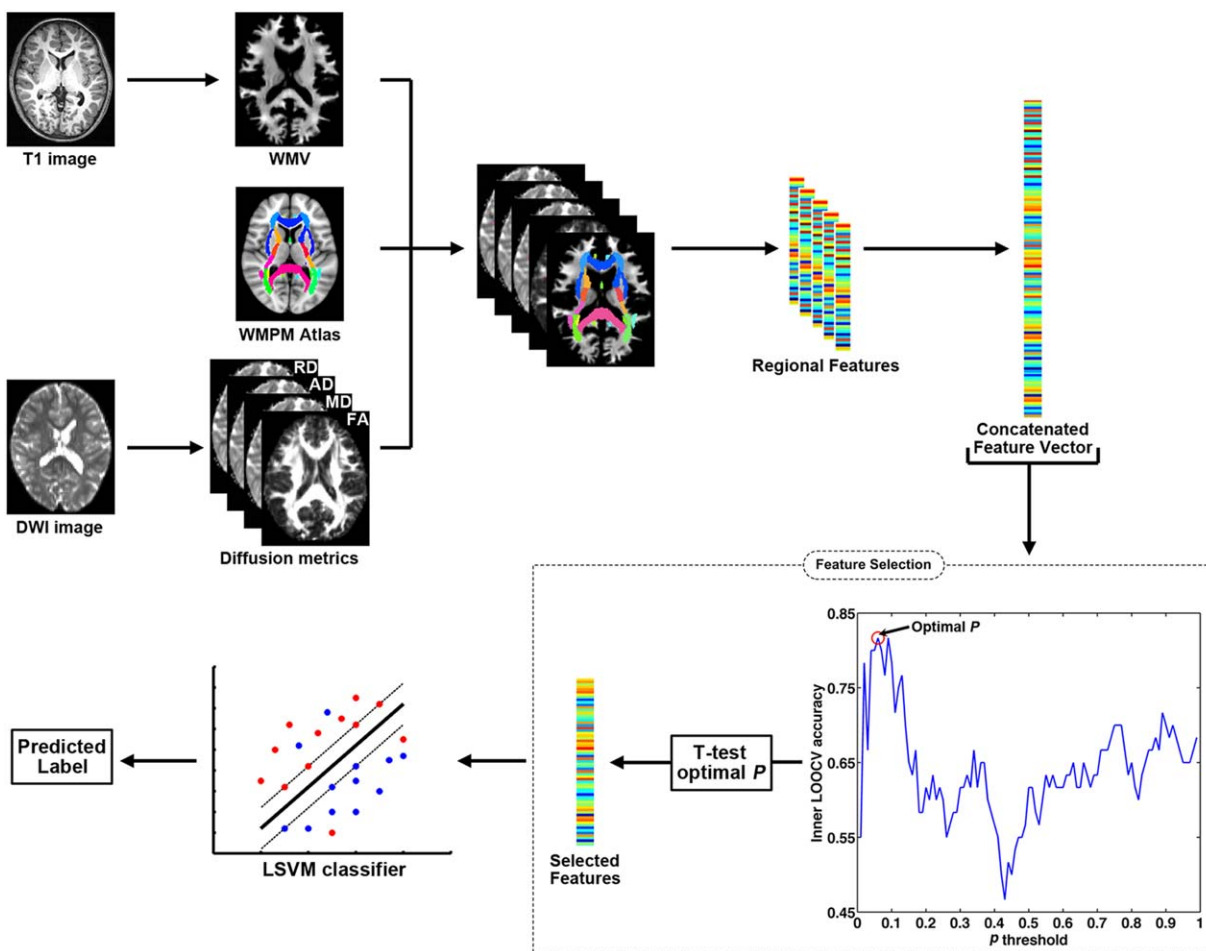 T1 image
WMV
WMPM Atlas
RD
AD
MD
FA
DWI image
Diffusion metrics
Regional Features
Concatenated
Feature Vector
Feature Selection
0.85
0.75
0.65
0.55
0.45
Inner LOOCV accuracy
Optimal P
0 0.1 0.2 0.3 0.4 0.5 0.6 0.7 0.8 0.9 1
p threshold
T-test
optimal P
Selected
Features
LSVM classifier
Predicted
Label